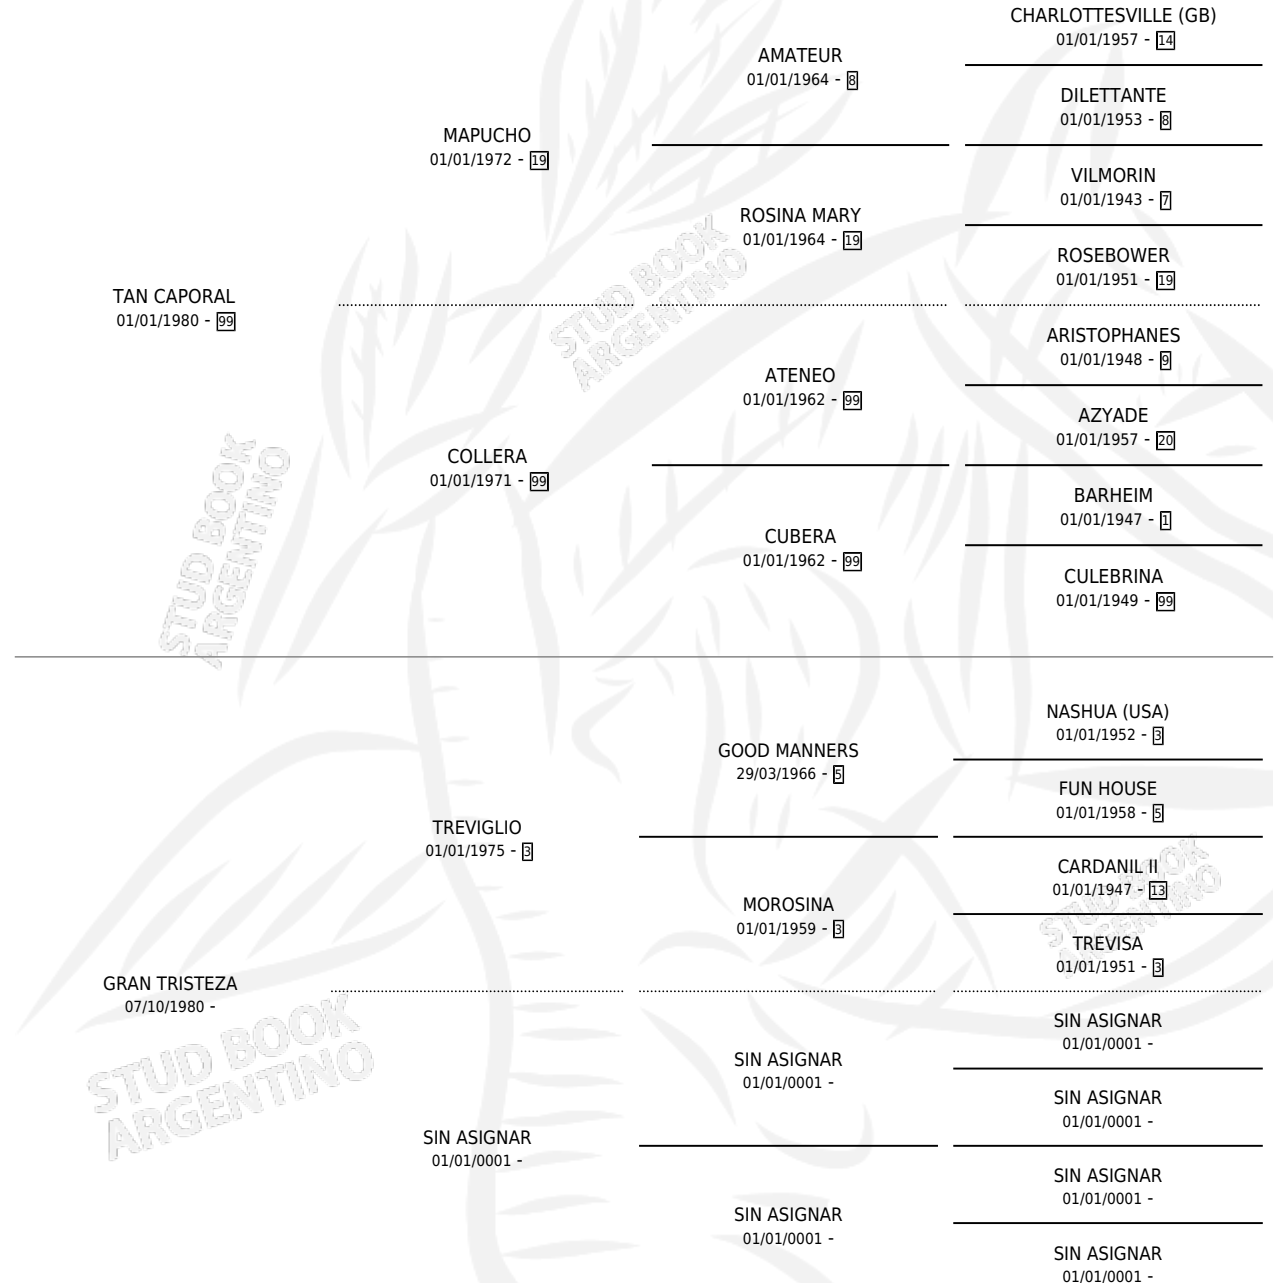 CHARLOTTESVILLE (GB)
01/01/1957 - 14
AMATEUR
01/01/1964 - 8
DILETTANTE
01/01/1953 - 8
MAPUCHO
01/01/1972 - 19
VILMORIN
01/01/1943 - 7
ROSINA MARY
01/01/1964 - 19
ROSEBOWER
01/01/1951 - 19
TAN CAPORAL
01/01/1980 - 99
ARISTOPHANES
01/01/1948 - 9
ATENEO
01/01/1962 - 99
AZYADE
01/01/1957 - 20
COLLERA
01/01/1971 - 99
BARHEIM
01/01/1947 - 1
CUBERA
01/01/1962 - 99
CULEBRINA
01/01/1949 - 99
NASHUA (USA)
01/01/1952 - 3
GOOD MANNERS
29/03/1966 - 5
FUN HOUSE
01/01/1958 - 5
TREVIGLIO
01/01/1975 - 3
CARDANIL II
01/01/1947 - 13
MOROSINA
01/01/1959 - 3
TREVISA
01/01/1951 - 3
GRAN TRISTEZA
07/10/1980 -
SIN ASIGNAR
01/01/0001 -
SIN ASIGNAR
01/01/0001 -
SIN ASIGNAR
01/01/0001 -
SIN ASIGNAR
01/01/0001 -
SIN ASIGNAR
01/01/0001 -
SIN ASIGNAR
01/01/0001 -
SIN ASIGNAR
01/01/0001 -
STUD BOOK
ARGENTINO
STUD BOOK
ARGENTINO
STUD BOOK
ARGENTINO
STUD BOOK
ARGENTINO